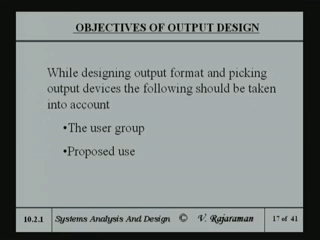 OBJECTIVES OF OUTPUT DESIGN
While designing output format and picking
output devices the following should be taken
into account
•The user group
•Proposed use
10.2.1 Systems Analysis And Design © V. Rajaraman 17 of 41